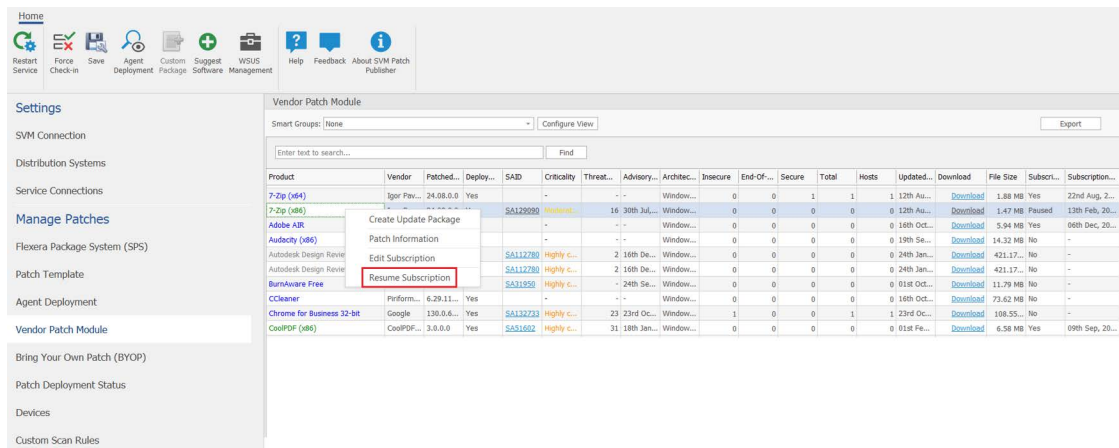 Home
Restart Service
Force Check-in
Save
Agent Deployment
Custom Package
Suggest Software
WSUS Management
Help
Feedback
About SVM Patch Publisher
Settings
SVM Connection
Distribution Systems
Service Connections
Manage Patches
Flexera Package System (SPS)
Patch Template
Agent Deployment
Vendor Patch Module
Bring Your Own Patch (BYOP)
Patch Deployment Status
Devices
Custom Scan Rules
Vendor Patch Module
Smart Groups: None Configure View Export
Enter text to search... Find
Product Vendor Patched... Deploy... SAID Criticality Threat... Advisory... Architec... Insecure End-Of-... Secure Total Hosts Updated... Download File Size Subscri... Subscription...
7-Zip (x64) Igor Pav... 24.08.0.0 Yes - - - Window... 0 0 1 1 1 12th Au... Download 1.88 MB Yes 22nd Aug, 2...
7-Zip (x86) SA129090 16 30th Jul,... Window... 0 0 0 0 0 12th Au... Download 1.47 MB Paused 13th Feb, 20...
Adobe AIR - - - Window... 0 0 0 0 0 16th Oct... Download 5.94 MB Yes 06th Dec, 20...
Audacity (x86) - - - Window... 0 0 0 0 0 19th Se... Download 14.32 MB No -
Autodesk Design Revie SA112780 Highly c... 2 16th De... Window... 0 0 0 0 0 24th Jan... Download 421.17... No -
Autodesk Design Revie SA112780 Highly c... 2 16th De... Window... 0 0 0 0 0 24th Jan... Download 421.17... No -
BurnAware Free SA31950 Highly c... - 24th Se... Window... 0 0 0 0 0 01st Oct... Download 11.79 MB No -
CCleaner Piriform... 6.29.11... Yes - - - Window... 0 0 0 0 0 16th Oct... Download 73.62 MB No -
Chrome for Business 32-bit Google 130.0.6... Yes SA132733 Highly c... 23 23rd Oc... Window... 1 0 0 1 1 23rd Oc... Download 108.55... No -
CoolPDF (x86) CoolPDF... 3.0.0.0 Yes SA51602 Highly c... 31 18th Jan... Window... 0 0 0 0 0 01st Fe... Download 6.58 MB Yes 09th Sep, 20...
Create Update Package
Patch Information
Edit Subscription
Resume Subscription